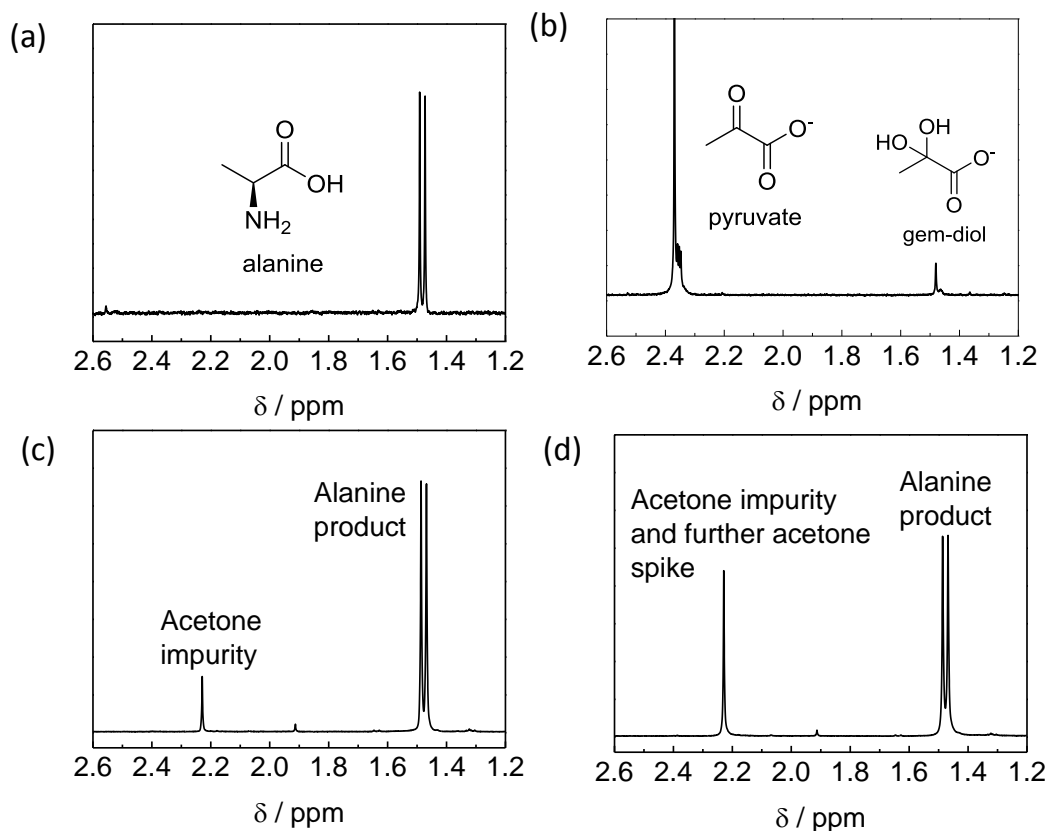 (a)
O
OH
NH2
alanine
2.6 2.4 2.2 2.0 1.8 1.6 1.4 1.2
δ / ppm
(b)
O
O-
O
pyruvate
OH
HO
O-
O
gem-diol
2.6 2.4 2.2 2.0 1.8 1.6 1.4 1.2
δ / ppm
(c)
Alanine
product
Acetone
impurity
2.6 2.4 2.2 2.0 1.8 1.6 1.4 1.2
δ / ppm
(d)
Acetone impurity
and further acetone
spike
Alanine
product
2.6 2.4 2.2 2.0 1.8 1.6 1.4 1.2
δ / ppm